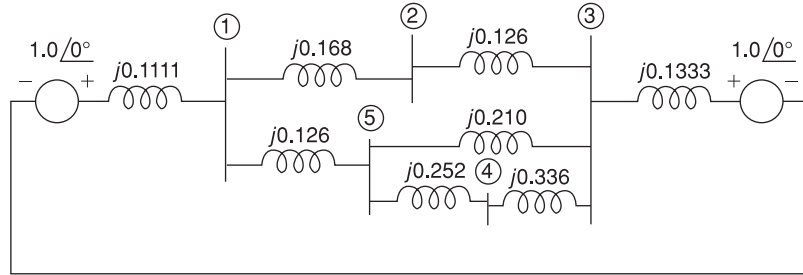 ① ② ③
1.0/0° j0.168 j0.126 1.0/0°
− + j0.1111 j0.1333 + −
⑤ j0.210
j0.126
j0.252 ④ j0.336